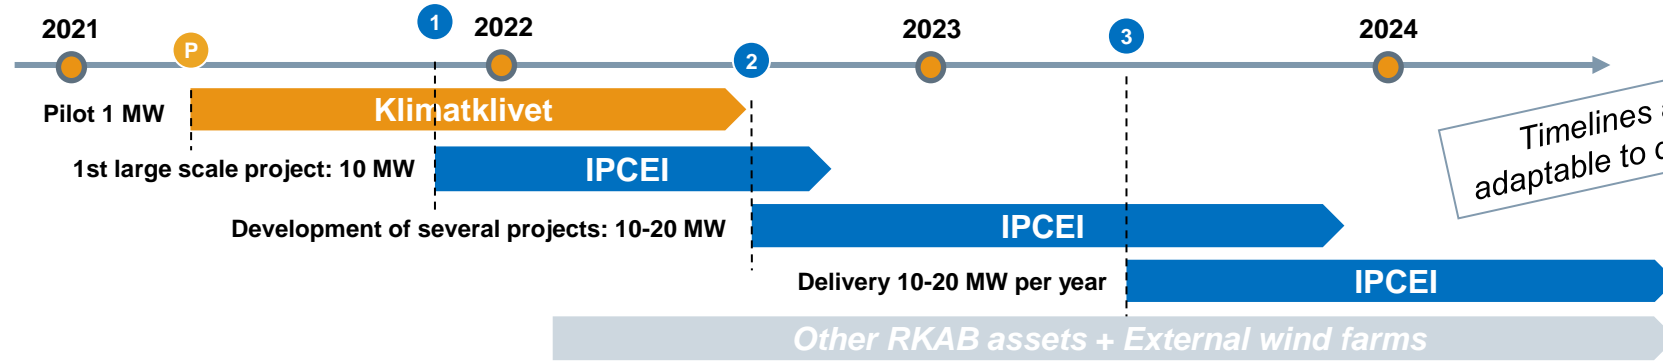 2021
P
1
2022
2
2023
3
2024
Pilot 1 MW
Klimatklivet
1st large scale project: 10 MW
IPCEI
Timelines
adaptable to
Development of several projects: 10-20 MW
IPCEI
Delivery 10-20 MW per year
IPCEI
Other RKAB assets + External wind farms